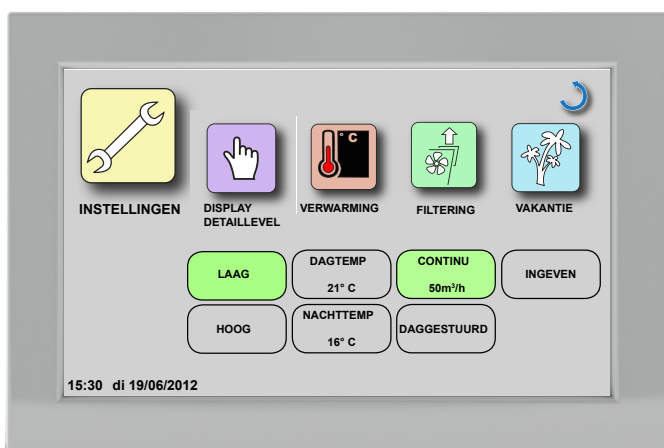 INSTELLINGEN
DISPLAY
DETAILLEVEL
VERWARMING
FILTERING
VAKANTIE
° C
LAAG
DAGTEMP
21° C
CONTINU
50m³/h
INGEVEN
HOOG
NACHTTEMP
16° C
DAGGESTUURD
15:30 di 19/06/2012